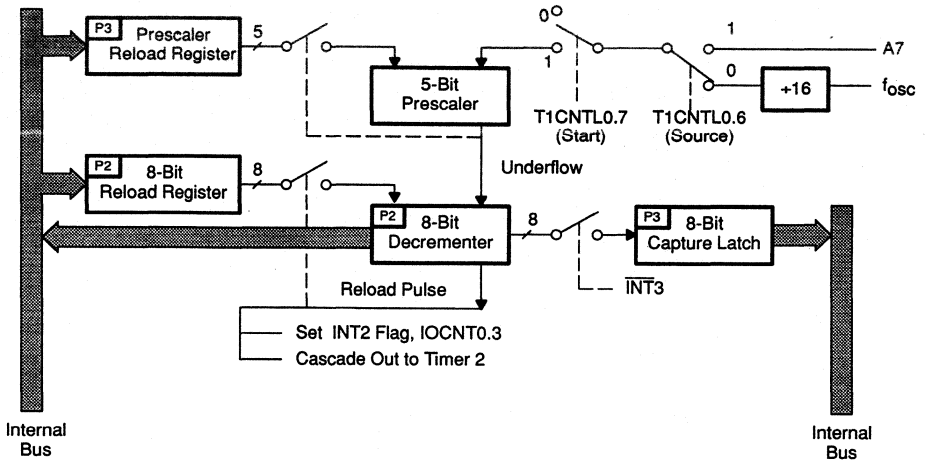 P3
Prescaler
Reload Register
5
0
1
1
A7
0
+16
fosc
5-Bit
Prescaler
T1CNTL0.7
(Start)
T1CNTL0.6
(Source)
Underflow
P2
8-Bit
Reload Register
8
P2
8-Bit
Decrementer
8
P3
8-Bit
Capture Latch
INT3
Reload Pulse
Set INT2 Flag, IOCNT0.3
Cascade Out to Timer 2
Internal
Bus
Internal
Bus